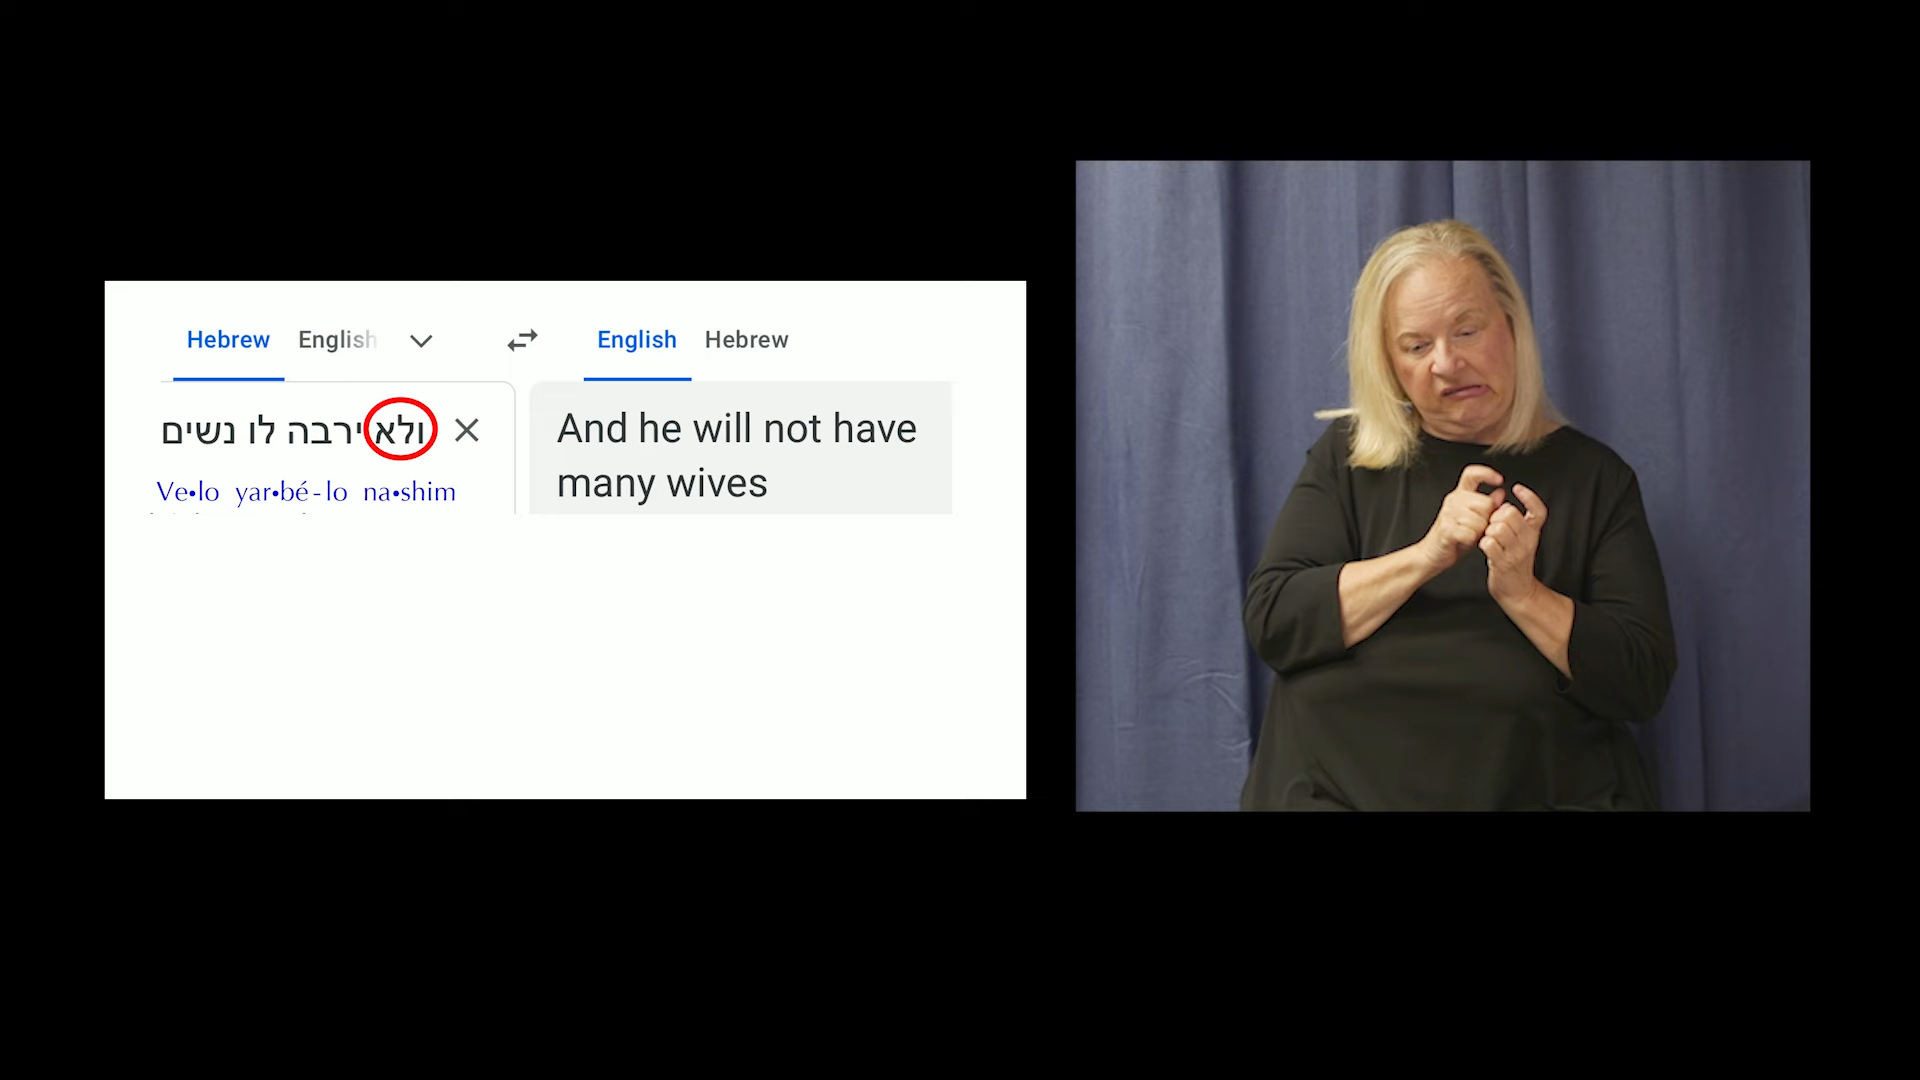 Hebrew English English Hebrew
ולא ירבה לו נשים
Ve•lo yar•bé-lo na•shim
And he will not have
many wives